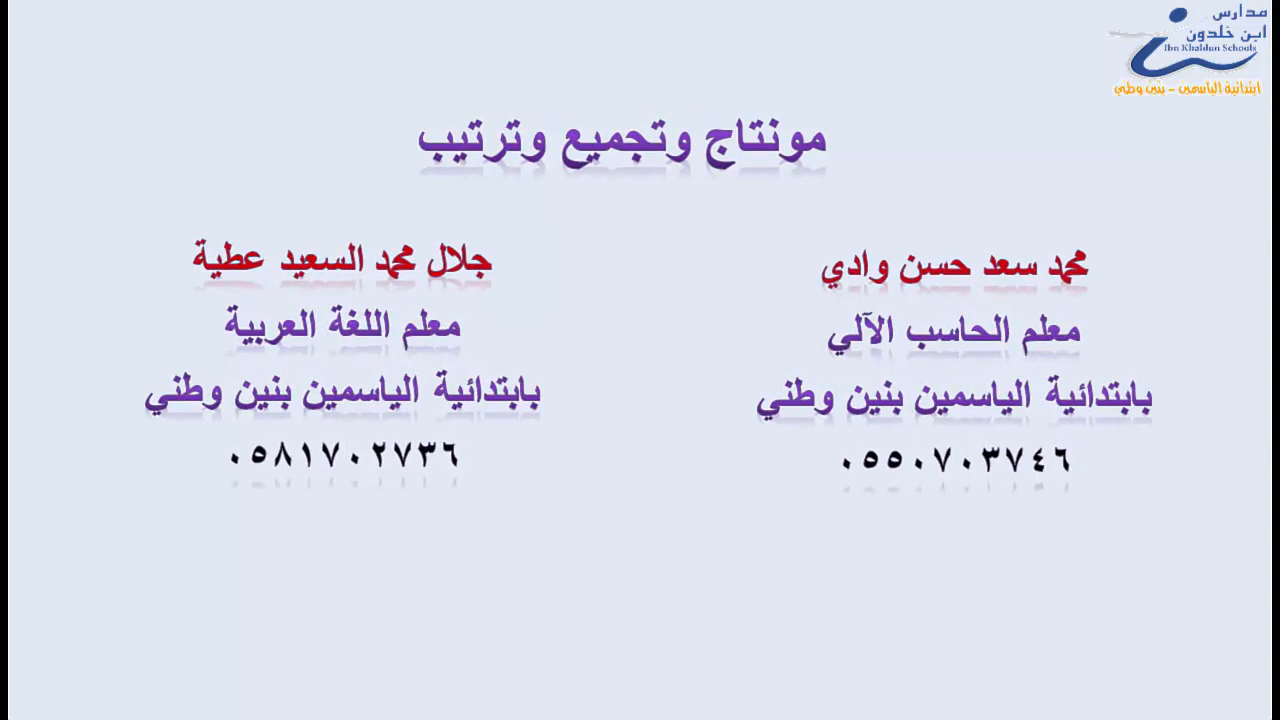 مدارس
ابن خلدون
Ibn Khaldun Schools
ابتدائية الياسمين - بنين وطني
مونتاج وتجميع وترتيب
محمد سعد حسن وادي
معلم الحاسب الآلي
بابتدائية الياسمين بنين وطني
٠٥٥٠٧٠٣٧٤٦
جلال محمد السعيد عطية
معلم اللغة العربية
بابتدائية الياسمين بنين وطني
٠٥٨١٧٠٢٧٣٦